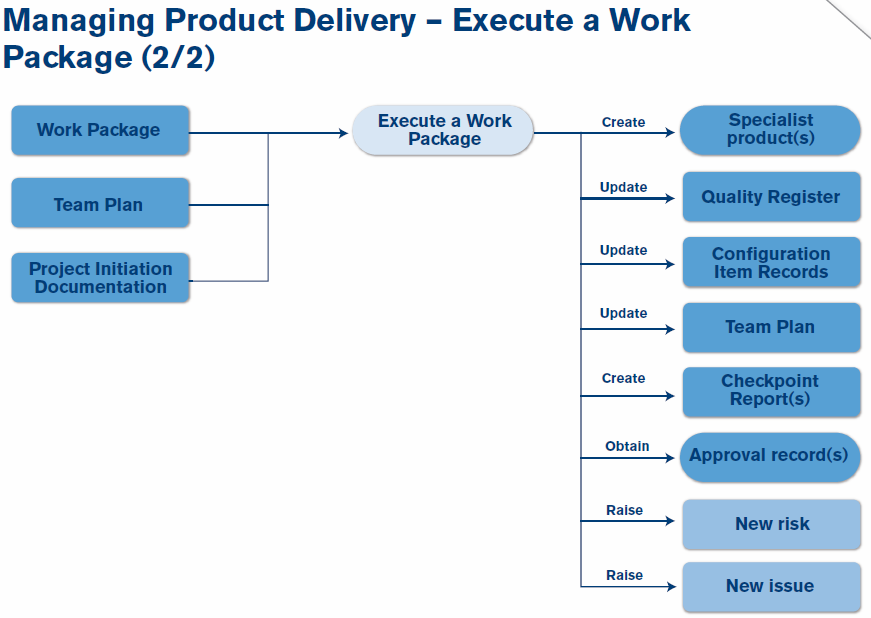 Managing Product Delivery – Execute a Work
Package (2/2)
Work Package
Team Plan
Project Initiation
Documentation
Execute a Work
Package
Create
Specialist
product(s)
Update
Quality Register
Update
Configuration
Item Records
Update
Team Plan
Create
Checkpoint
Report(s)
Obtain
Approval record(s)
Raise
New risk
Raise
New issue